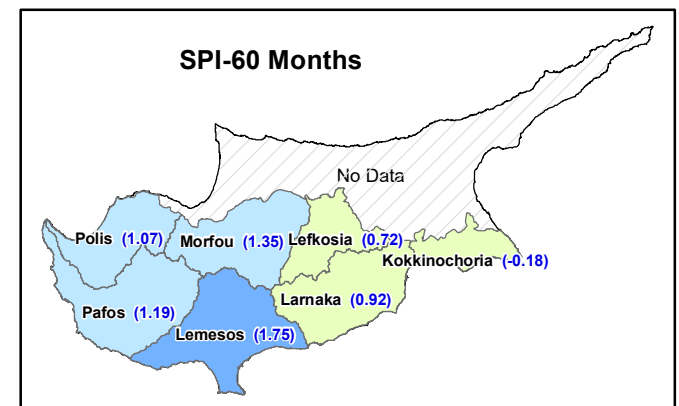 SPI-60 Months
No Data
Polis (1.07)
Morfou (1.35)
Lefkosia (0.72)
Kokkinochoria (-0.18)
Pafos (1.19)
Larnaka (0.92)
Lemesos (1.75)